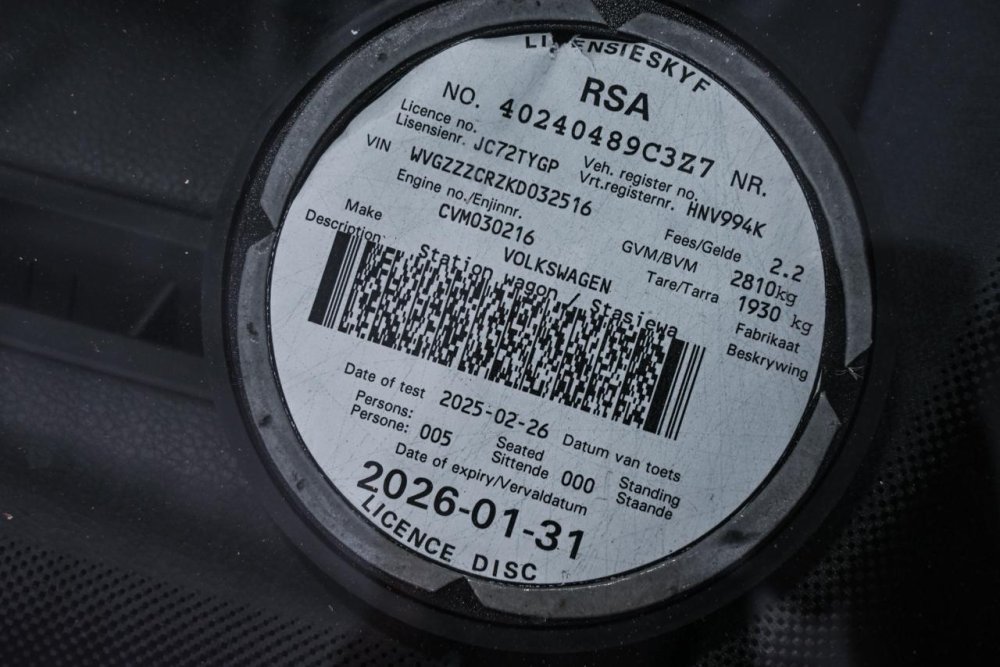 LISENSIESKYF
RSA
NO. 40240489C3Z7 NR.
Licence no. Lisensienr. JC72TYGP Veh. register no. Vrt.registernr. HNV994K
VIN WVGZZZCRZKD032516 Fees/Gelde 2.2
Engine no./Enjinnr. CVM030216 GVM/BVM 2810kg
Tare/Tarra 1930 kg
Make VOLKSWAGEN Fabrikaat
Description Station wagon / Stasiewa Beskrywing
Date of test 2025-02-26 Datum van toets
Persons: Persone: 005 Seated Sittende 000 Standing Staande
Date of expiry/Vervaldatum
2026-01-31
LICENCE DISC